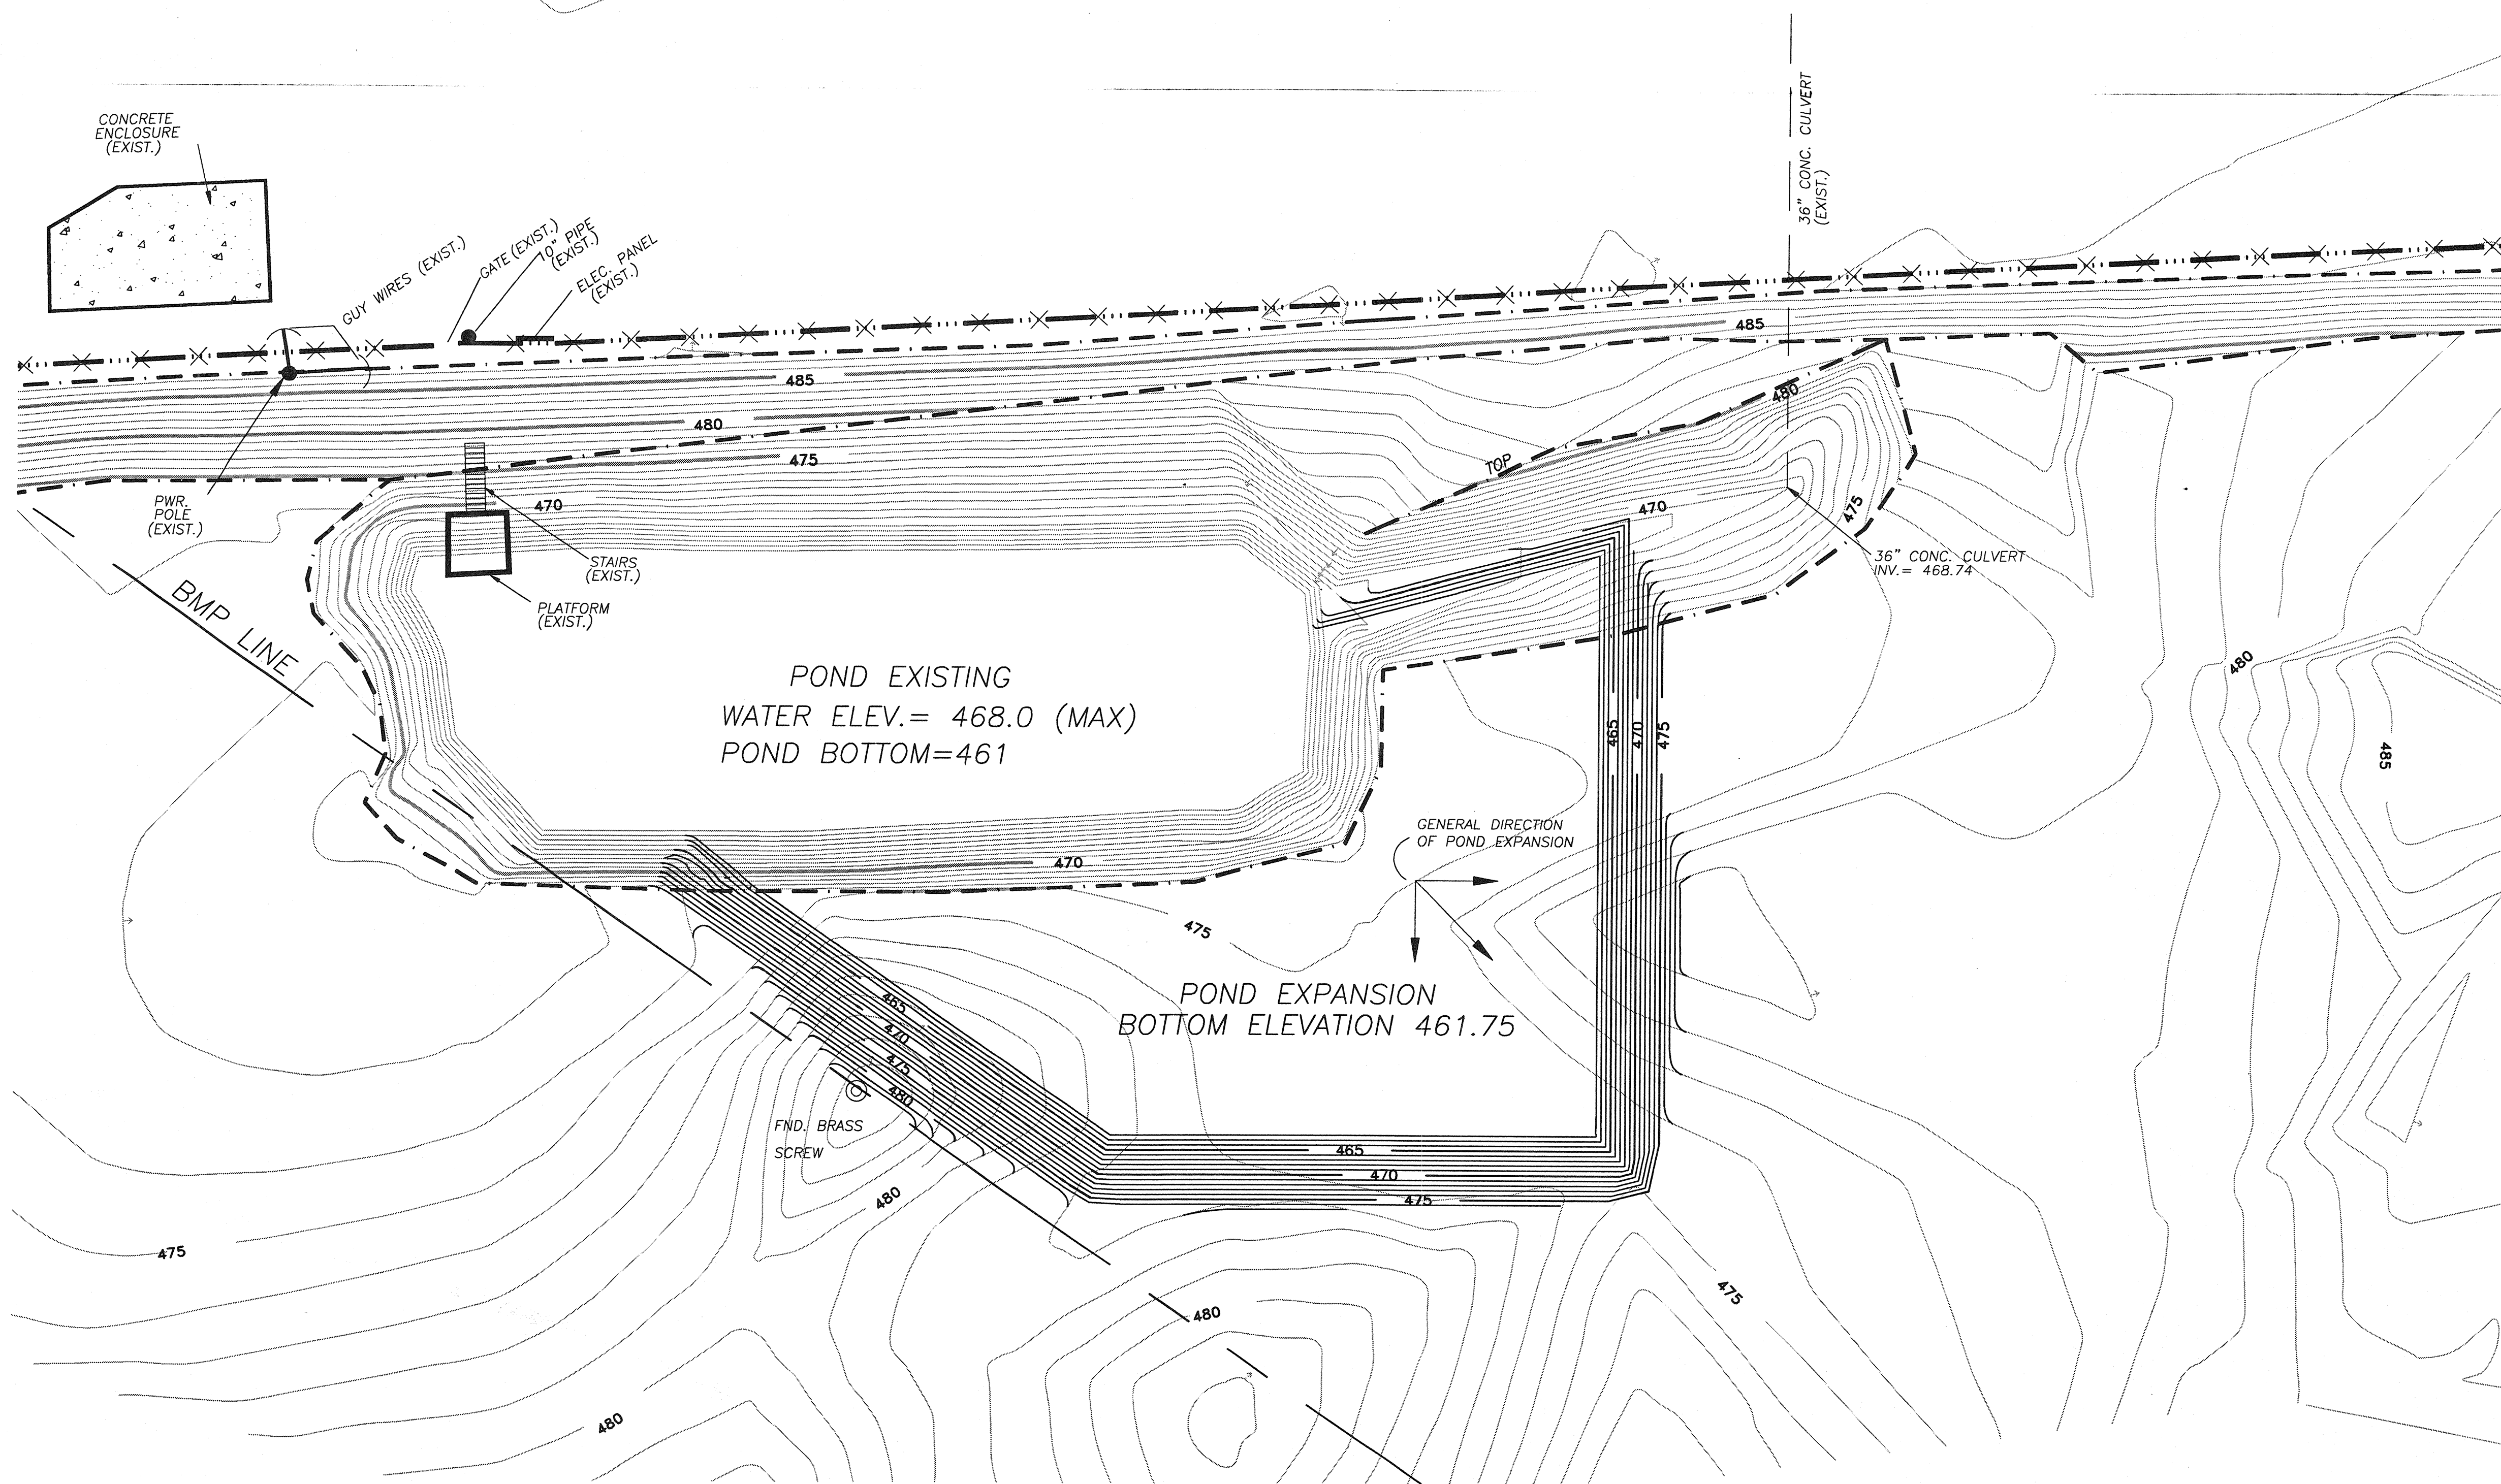 36" CONC. CULVERT
(EXIST.)
CONCRETE
ENCLOSURE
(EXIST.)
GUY WIRES (EXIST.)
GATE (EXIST.)
10" PIPE
(EXIST.)
ELEC. PANEL
(EXIST.)
485
485
480
480
475
TOP
470
470
475
PWR.
POLE
(EXIST.)
STAIRS
(EXIST.)
36" CONC. CULVERT
INV.= 468.74
PLATFORM
(EXIST.)
BMP LINE
480
POND EXISTING
WATER ELEV.= 468.0 (MAX)
POND BOTTOM=461
465
470
475
485
GENERAL DIRECTION
OF POND EXPANSION
470
475
POND EXPANSION
BOTTOM ELEVATION 461.75
465
470
475
480
FND. BRASS
SCREW
465
470
475
480
475
475
480
480